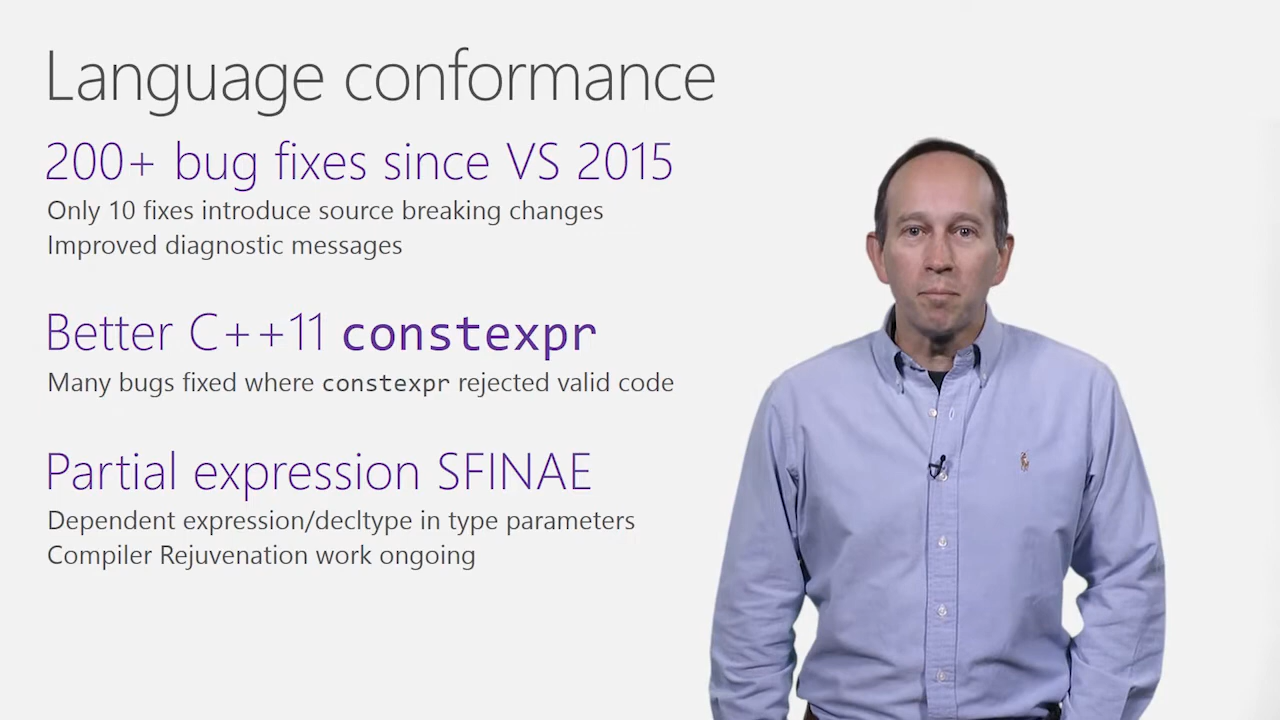 Language conformance
200+ bug fixes since VS 2015
Only 10 fixes introduce source breaking changes
Improved diagnostic messages
Better C++11 constexpr
Many bugs fixed where constexpr rejected valid code
Partial expression SFINAE
Dependent expression/decltype in type parameters
Compiler Rejuvenation work ongoing